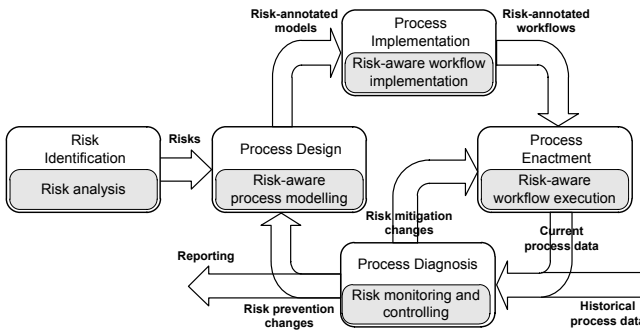 Risk-annotated
models
Process
Implementation
Risk-aware workflow
implementation
Risk-annotated
workflows
Risk
Identification
Risk analysis
Risks
Process Design
Risk-aware
process modelling
Process
Enactment
Risk-aware
workflow execution
Risk mitigation
changes
Current
process data
Reporting
Process Diagnosis
Risk monitoring and
controlling
Risk prevention
changes
Historical
process data